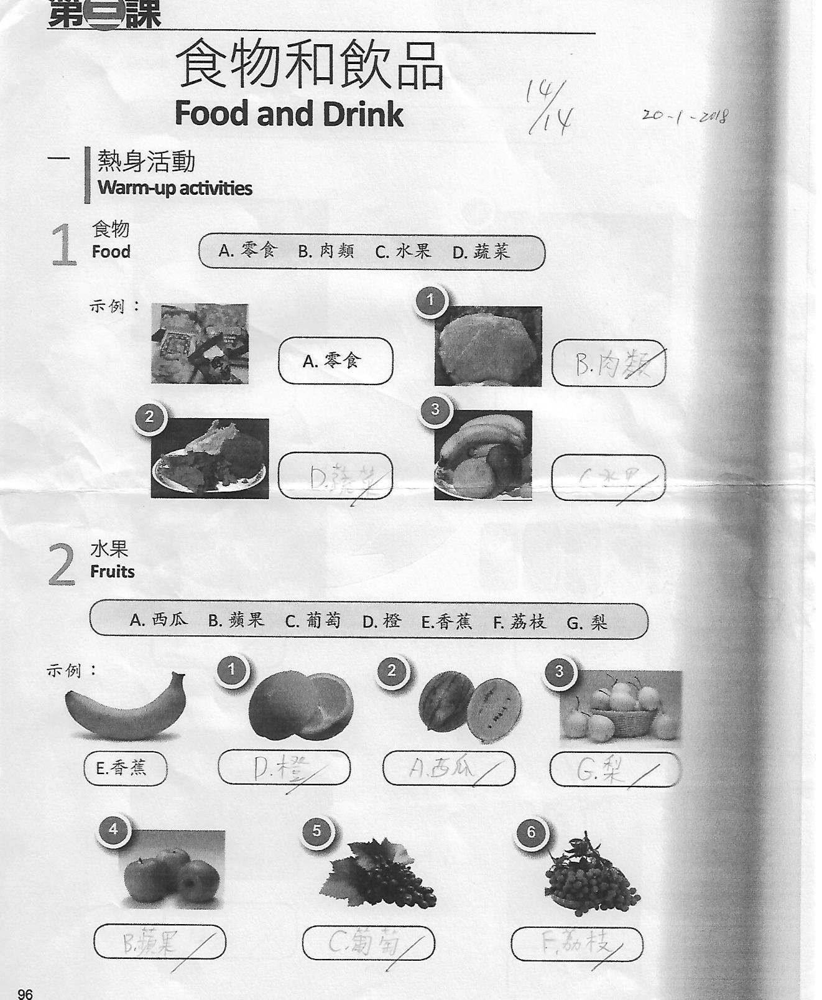 第三課
食物和飲品
Food and Drink
14/14
20-1-2018
一 熱身活動
Warm-up activities
1 食物
Food
A. 零食 B. 肉類 C. 水果 D. 蔬菜
示例：
A. 零食
1
B.肉類
2
D.蔬菜
3
C.水果
2 水果
Fruits
A. 西瓜 B. 蘋果 C. 葡萄 D. 橙 E.香蕉 F. 荔枝 G. 梨
示例：
E.香蕉
1
D.橙
2
A.西瓜
3
G.梨
4
B.蘋果
5
C.葡萄
6
F.荔枝
96